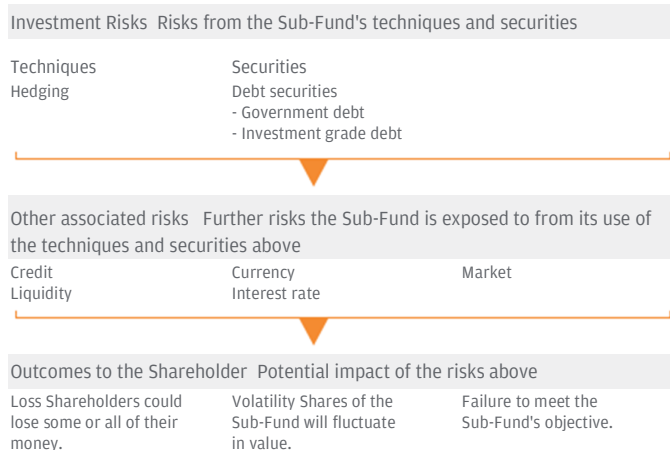 Investment Risks Risks from the Sub-Fund's techniques and securities
Techniques
Hedging
Securities
Debt securities
- Government debt
- Investment grade debt
Other associated risks Further risks the Sub-Fund is exposed to from its use of
the techniques and securities above
Credit
Liquidity
Currency
Interest rate
Market
Outcomes to the Shareholder Potential impact of the risks above
Loss Shareholders could
lose some or all of their
money.
Volatility Shares of the
Sub-Fund will fluctuate
in value.
Failure to meet the
Sub-Fund's objective.